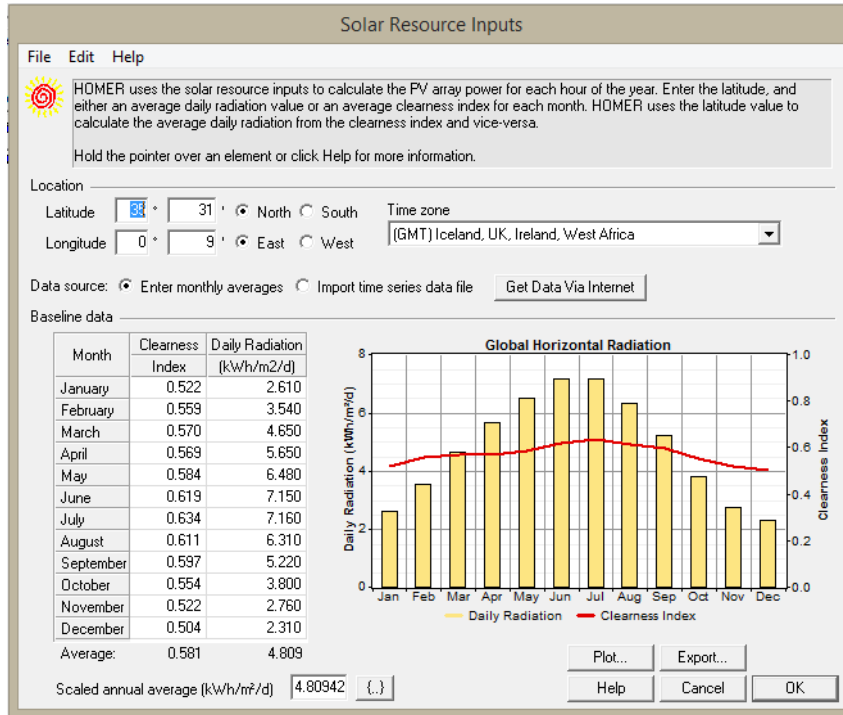 Solar Resource Inputs
File Edit Help
HOMER uses the solar resource inputs to calculate the PV array power for each hour of the year. Enter the latitude, and
either an average daily radiation value or an average clearness index for each month. HOMER uses the latitude value to
calculate the average daily radiation from the clearness index and vice-versa.
Hold the pointer over an element or click Help for more information.
Location
Latitude 35 ° 31 ' North South Time zone
Longitude 0 ° 9 ' East West (GMT) Iceland, UK, Ireland, West Africa
Data source: Enter monthly averages Import time series data file Get Data Via Internet
Baseline data
Month Clearness Index Daily Radiation (kWh/m2/d)
January 0.522 2.610
February 0.559 3.540
March 0.570 4.650
April 0.569 5.650
May 0.584 6.480
June 0.619 7.150
July 0.634 7.160
August 0.611 6.310
September 0.597 5.220
October 0.554 3.800
November 0.522 2.760
December 0.504 2.310
Average: 0.581 4.809
Scaled annual average (kWh/m²/d) 4.80942 {..}
Global Horizontal Radiation
Daily Radiation (kWh/m²/d)
8
6
4
2
0
1.0
0.8
0.6
0.4
0.2
0.0
Clearness Index
Jan Feb Mar Apr May Jun Jul Aug Sep Oct Nov Dec
Daily Radiation Clearness Index
Plot... Export...
Help Cancel OK